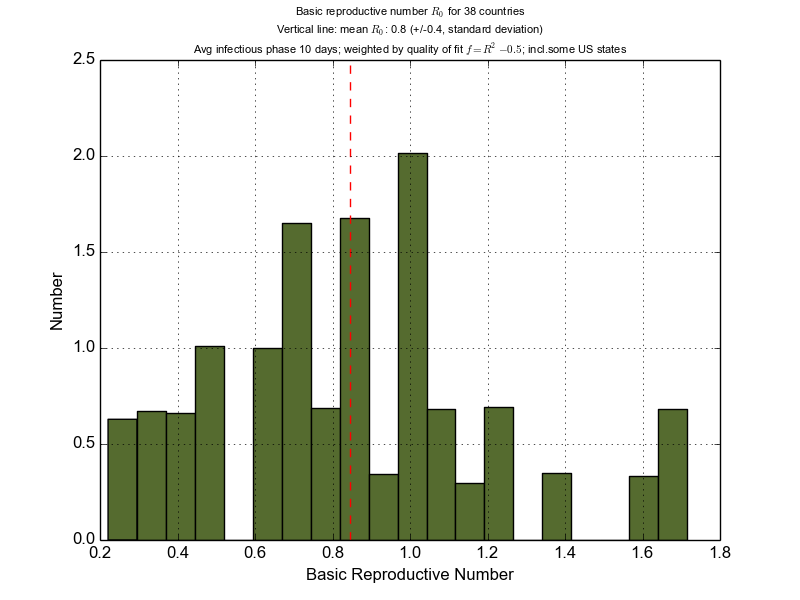 Basic reproductive number R₀ for 38 countries
Vertical line: mean R₀: 0.8 (+/-0.4, standard deviation)
Avg infectious phase 10 days; weighted by quality of fit f=R² −0.5; incl.some US states
2.5
2.0
1.5
1.0
0.5
0.0
Number
0.2 0.4 0.6 0.8 1.0 1.2 1.4 1.6 1.8
Basic Reproductive Number